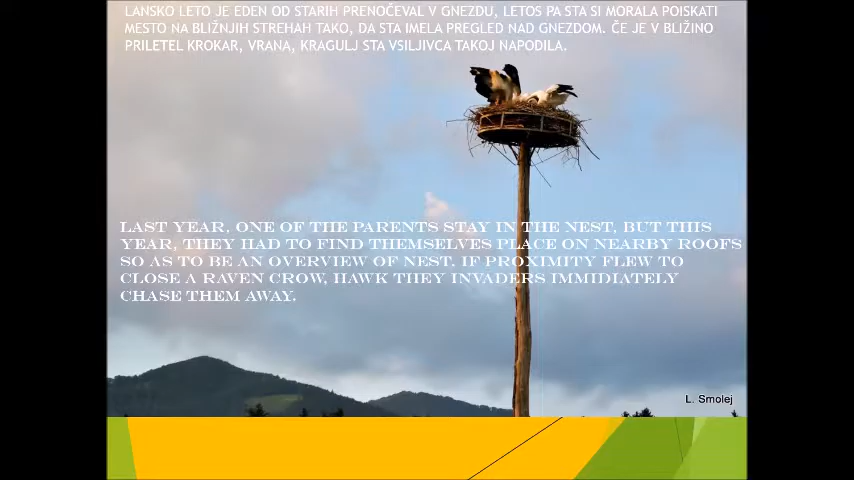 LANSKO LETO JE EDEN OD STARIH PRENOČEVAL V GNEZDU, LETOS PA STA SI MORALA POISKATI
MESTO NA BLIŽNJIH STREHAH TAKO, DA STA IMELA PREGLED NAD GNEZDOM. ČE JE V BLIŽINO
PRILETEL KROKAR, VRANA, KRAGULJ STA VSILJIVCA TAKOJ NAPODILA.
LAST YEAR, ONE OF THE PARENTS STAY IN THE NEST, BUT THIS
YEAR, THEY HAD TO FIND THEMSELVES PLACE ON NEARBY ROOFS
SO AS TO BE AN OVERVIEW OF NEST. IF PROXIMITY FLEW TO
CLOSE A RAVEN CROW, HAWK THEY INVADERS IMMIDIATELY
CHASE THEM AWAY.
L. Smolej